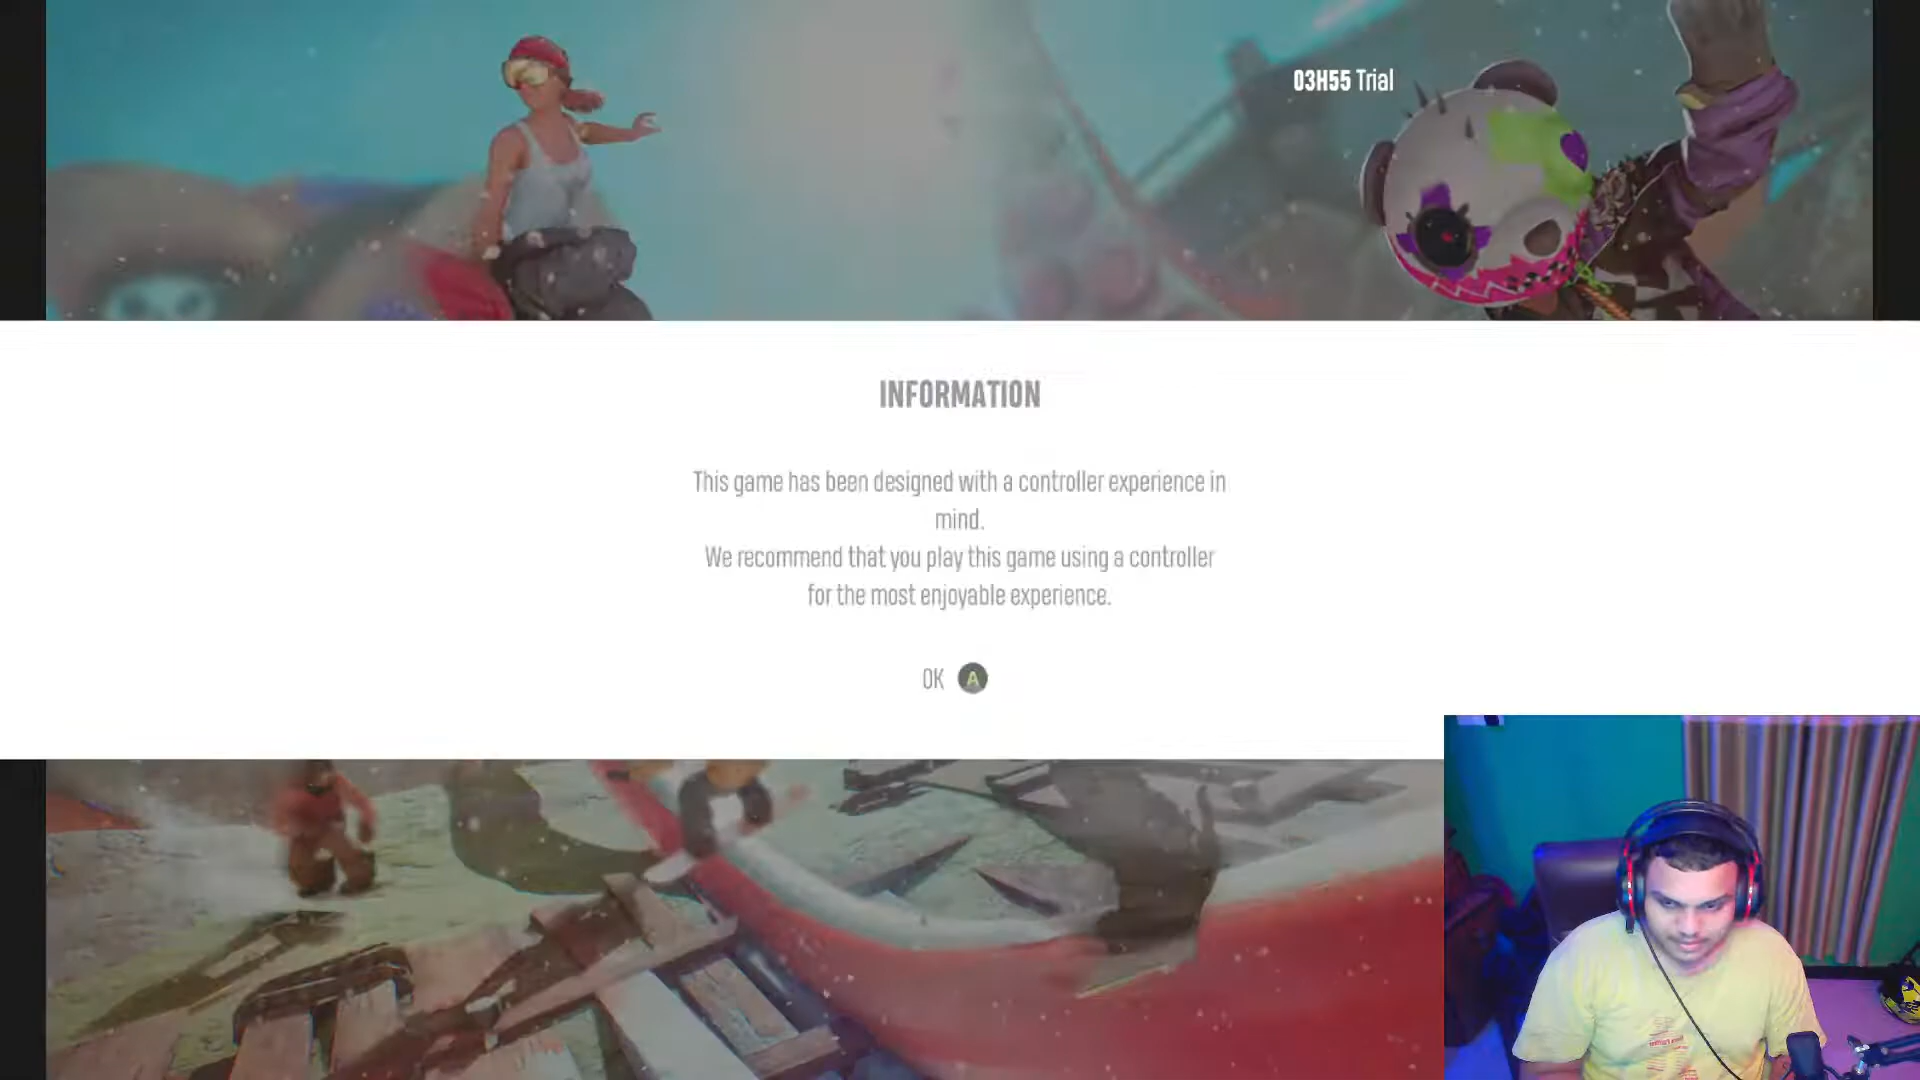 03H55 Trial
INFORMATION
This game has been designed with a controller experience in
mind.
We recommend that you play this game using a controller
for the most enjoyable experience.
OK A